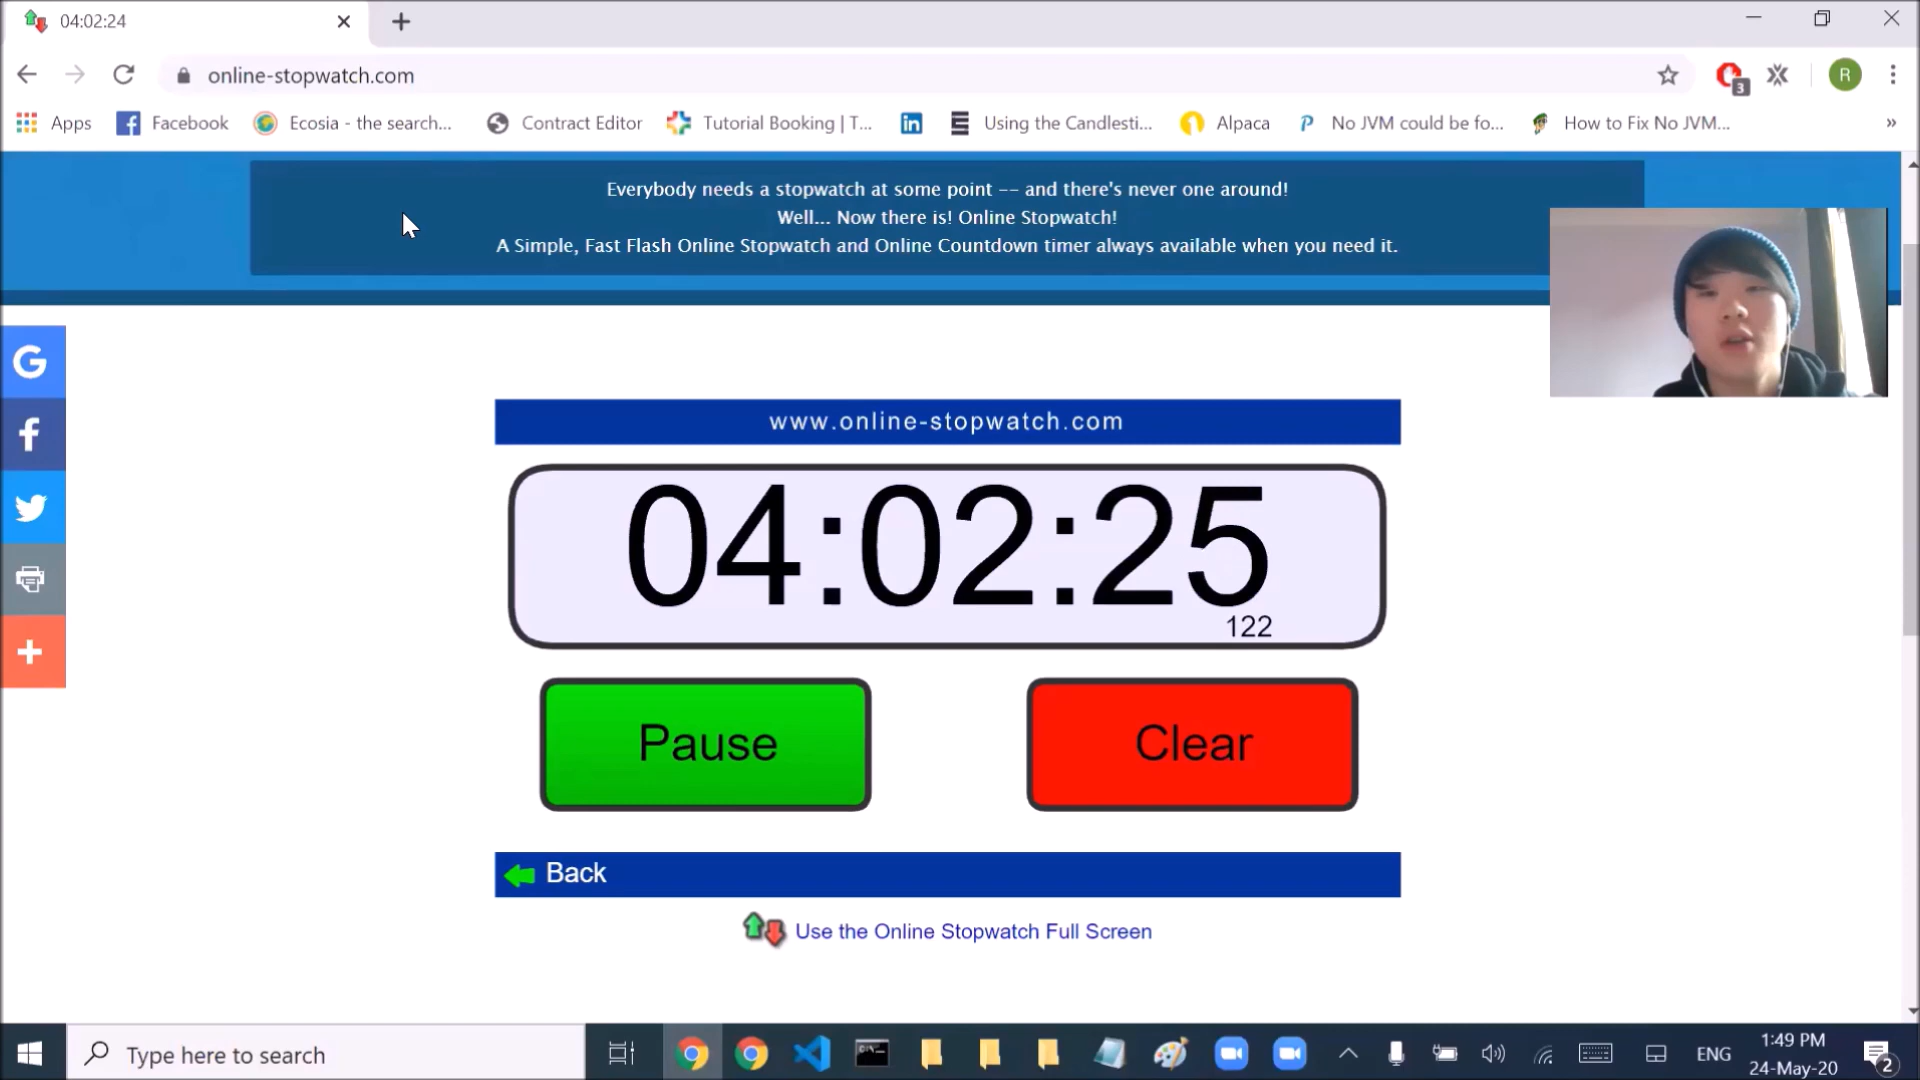 04:02:24
online-stopwatch.com
3
R
Apps
Facebook
Ecosia - the search...
Contract Editor
Tutorial Booking | T...
in
Using the Candlesti...
Alpaca
No JVM could be fo...
How to Fix No JVM...
»
Everybody needs a stopwatch at some point -- and there's never one around!
Well... Now there is! Online Stopwatch!
A Simple, Fast Flash Online Stopwatch and Online Countdown timer always available when you need it.
www.online-stopwatch.com
04:02:25
122
Pause
Clear
Back
Use the Online Stopwatch Full Screen
Type here to search
ENG
1:49 PM
24-May-20
2